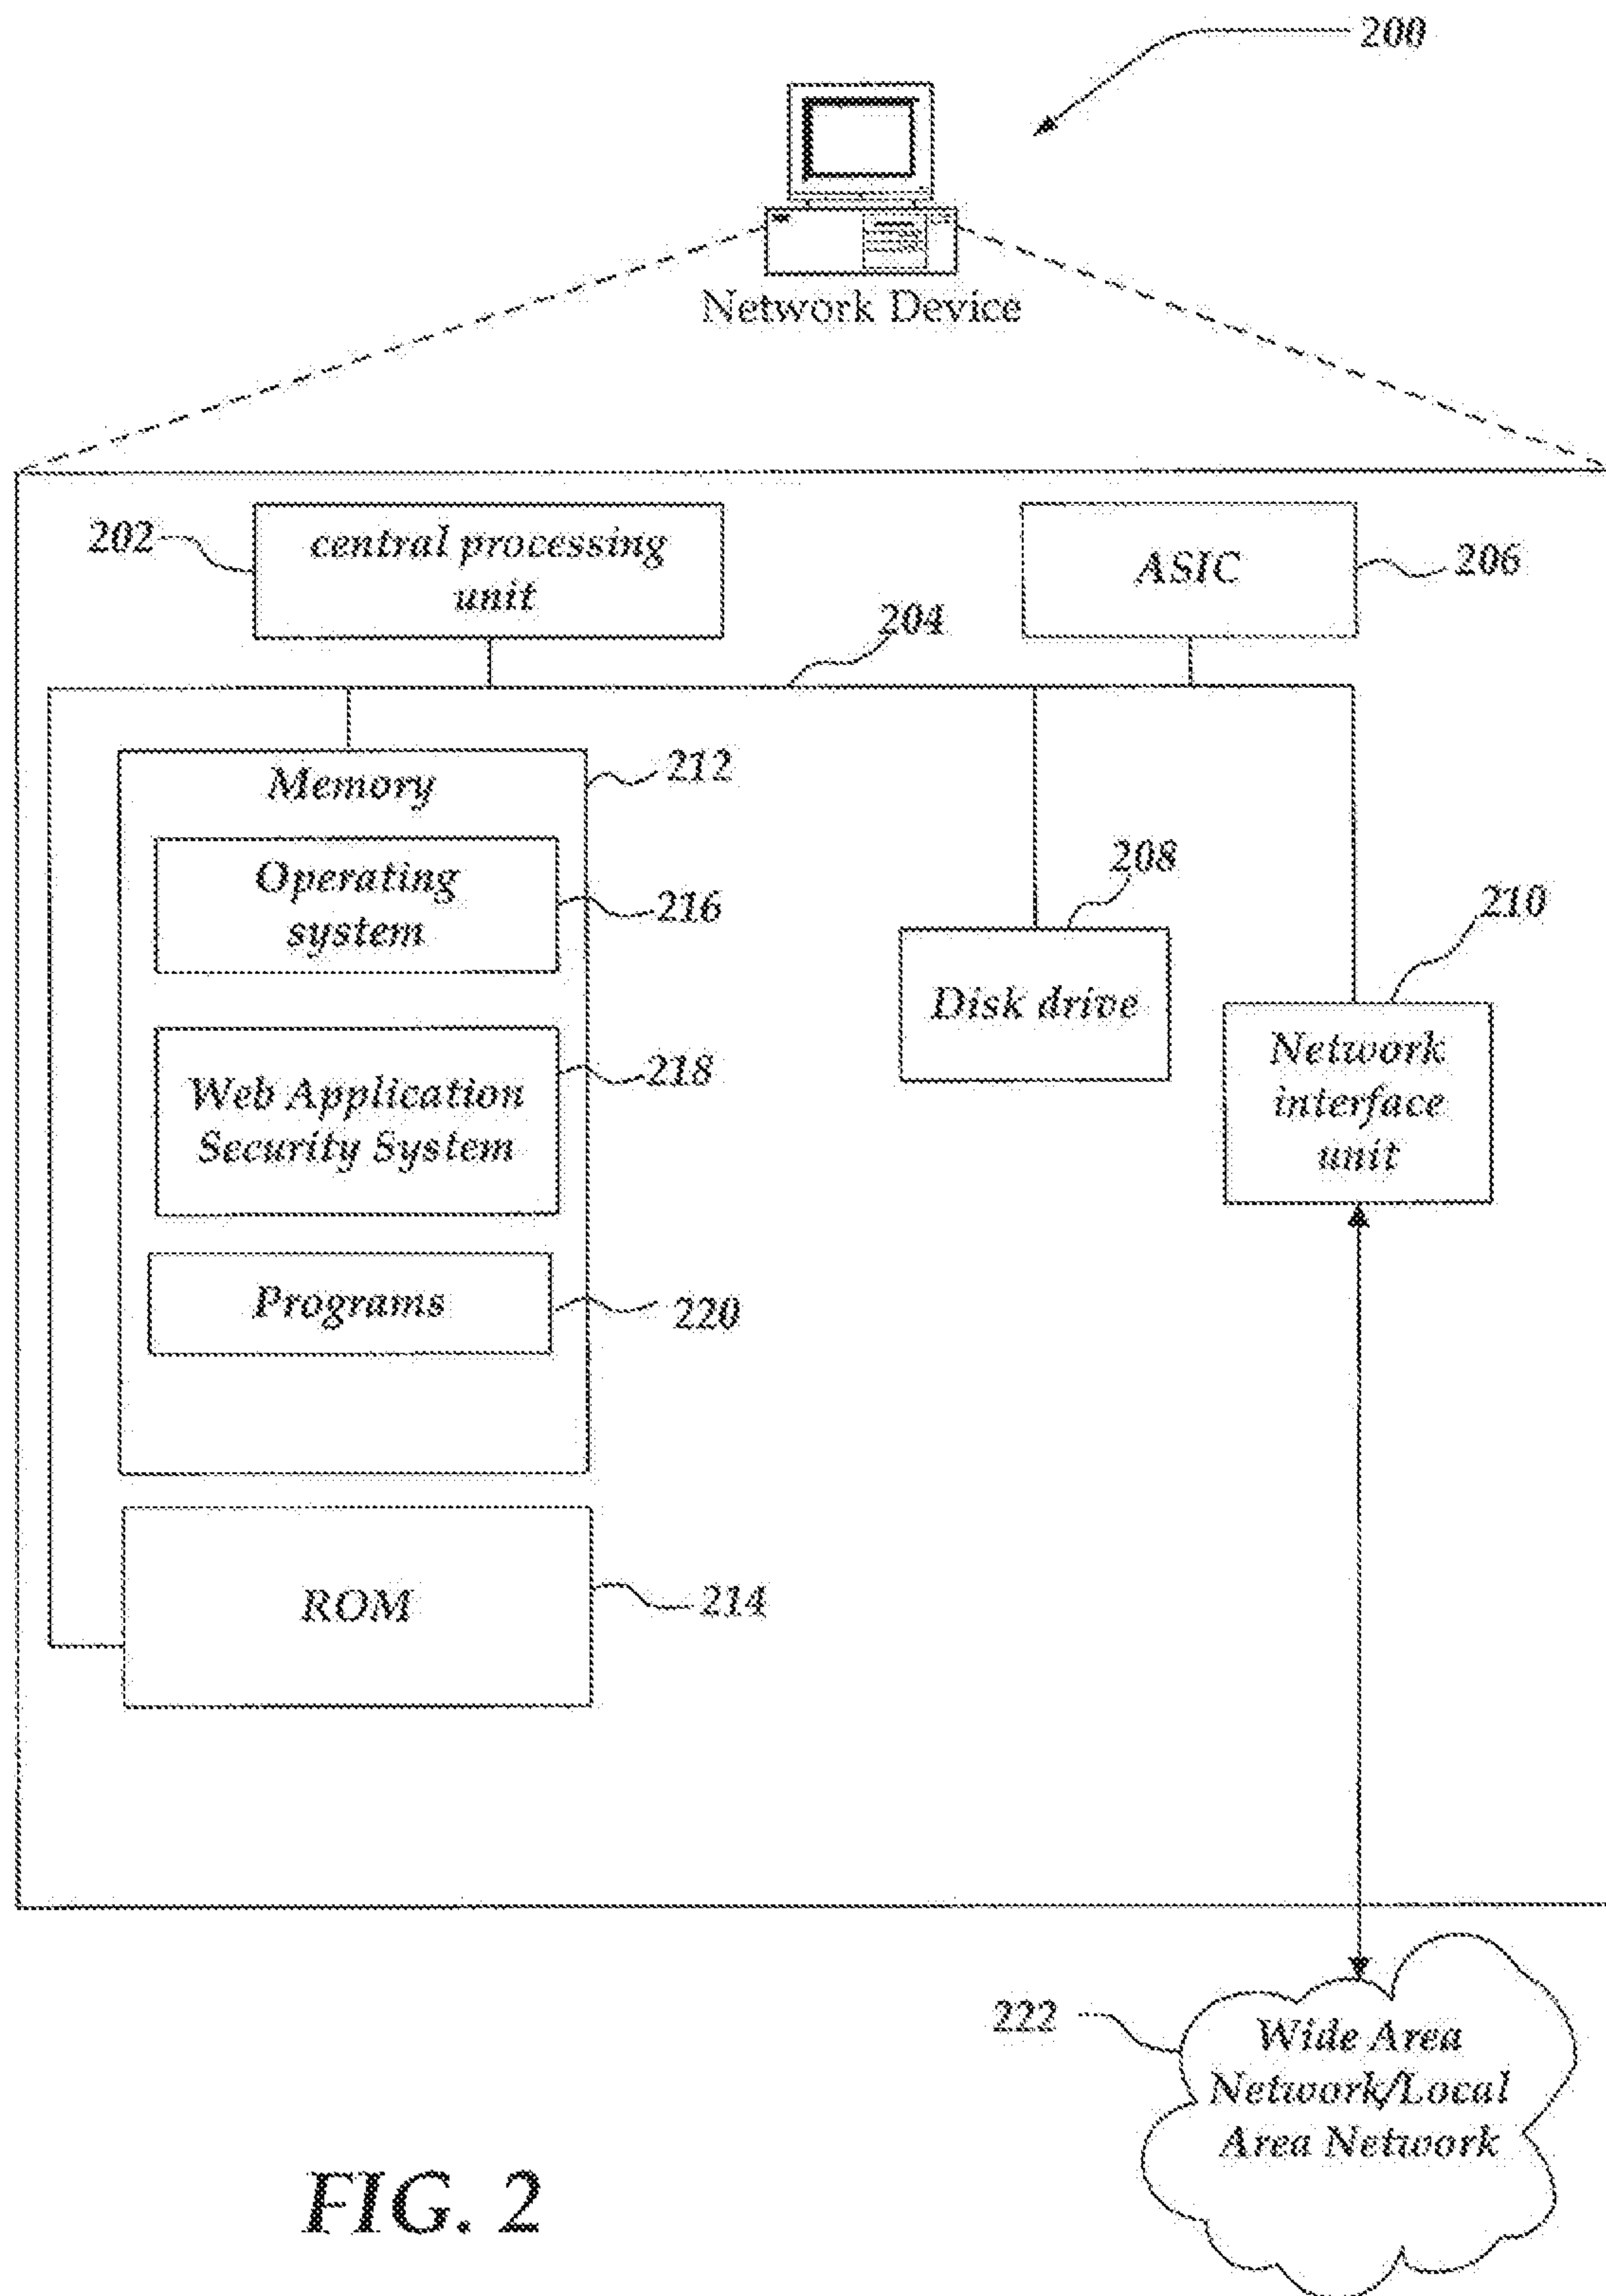 200
Network Device
202
central processing
unit
ASIC
206
204
Memory
212
Operating
system
216
208
Disk drive
210
Network
interface
unit
Web Application
Security System
218
Programs
220
ROM
214
222
Wide Area
Network/Local
Area Network
FIG. 2